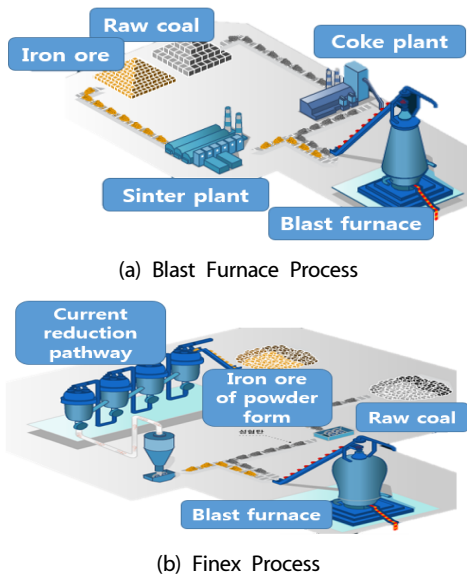 Raw coal
Iron ore
Coke plant
Sinter plant
Blast furnace
(a) Blast Furnace Process
Current
reduction
pathway
Iron ore
of powder
form
Raw coal
Blast furnace
(b) Finex Process